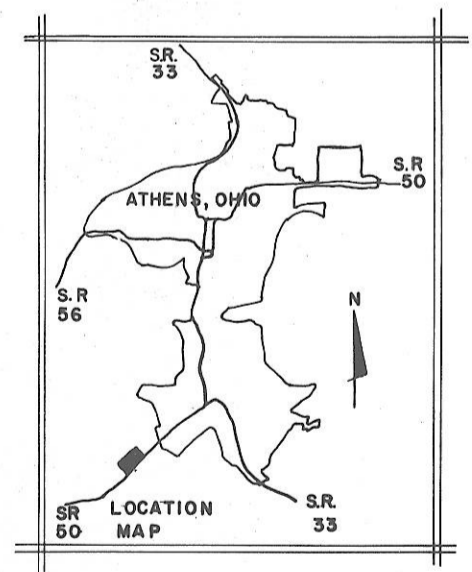 S.R.
33
S.R
50
ATHENS, OHIO
S.R
56
N
SR
50
LOCATION
MAP
S.R.
33